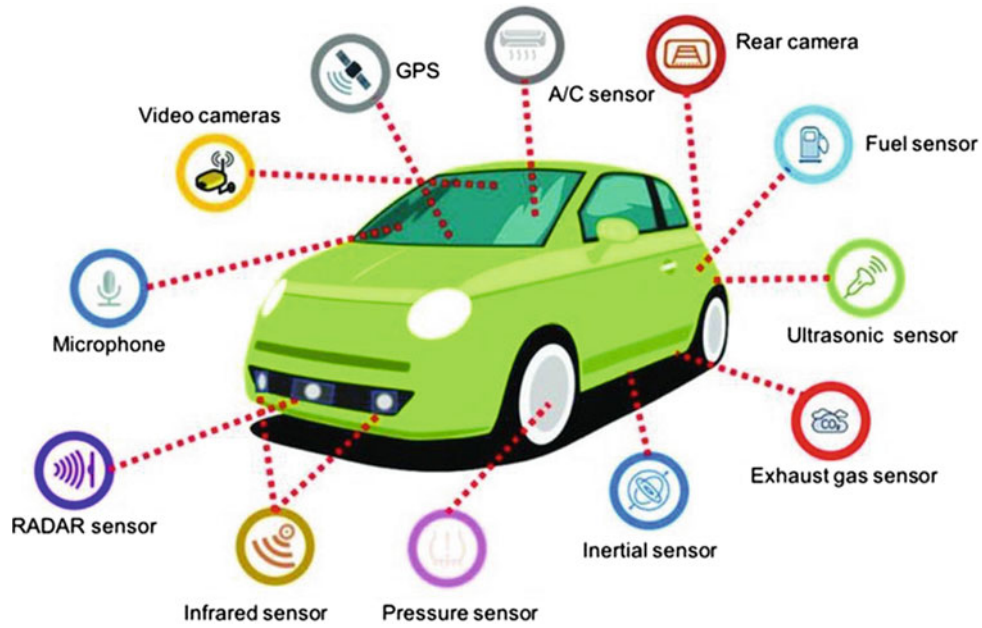 GPS
A/C sensor
Rear camera
Video cameras
Fuel sensor
Microphone
Ultrasonic sensor
CO₂
Exhaust gas sensor
RADAR sensor
Inertial sensor
Infrared sensor
Pressure sensor